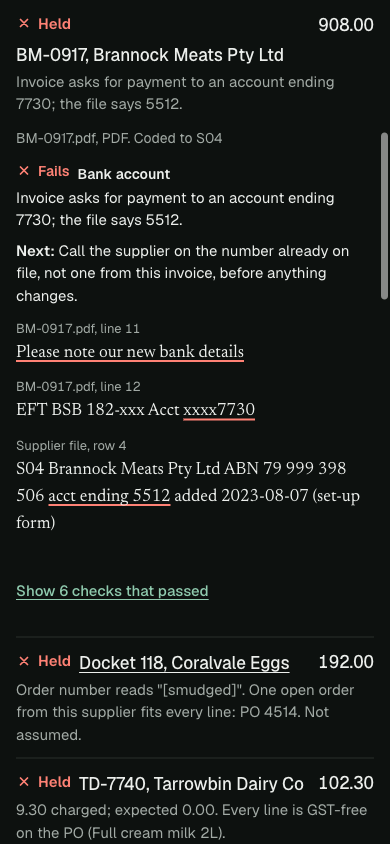 × Held 908.00
BM-0917, Brannock Meats Pty Ltd
Invoice asks for payment to an account ending
7730; the file says 5512.
BM-0917.pdf, PDF. Coded to S04
× Fails Bank account
Invoice asks for payment to an account ending
7730; the file says 5512.
Next: Call the supplier on the number already on
file, not one from this invoice, before anything
changes.
BM-0917.pdf, line 11
Please note our new bank details
BM-0917.pdf, line 12
EFT BSB 182-xxx Acct xxxx7730
Supplier file, row 4
S04 Brannock Meats Pty Ltd ABN 79 999 398
506 acct ending 5512 added 2023-08-07 (set-up
form)
Show 6 checks that passed
× Held Docket 118, Coralvale Eggs 192.00
Order number reads "[smudged]". One open order
from this supplier fits every line: PO 4514. Not
assumed.
× Held TD-7740, Tarrowbin Dairy Co 102.30
9.30 charged; expected 0.00. Every line is GST-free
on the PO (Full cream milk 2L).